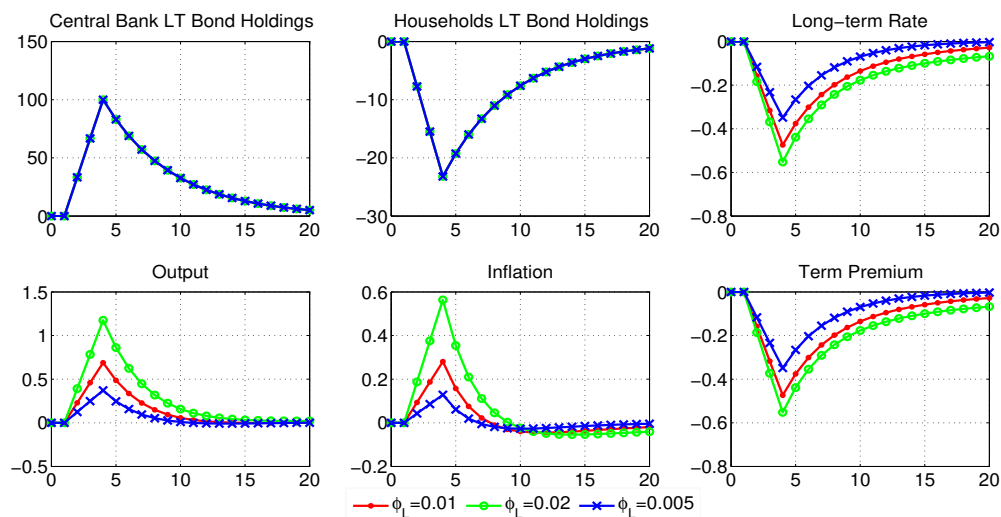 Central Bank LT Bond Holdings
Households LT Bond Holdings
Long−term Rate
150
100
50
0
0 5 10 15 20
0
−10
−20
−30
0 5 10 15 20
0
−0.2
−0.4
−0.6
−0.8
0 5 10 15 20
Output
Inflation
Term Premium
1.5
1
0.5
0
−0.5
0 5 10 15 20
0.6
0.4
0.2
0
−0.2
0 5 10 15 20
0
−0.2
−0.4
−0.6
−0.8
0 5 10 15 20
ϕL=0.01 ϕL=0.02 ϕL=0.005